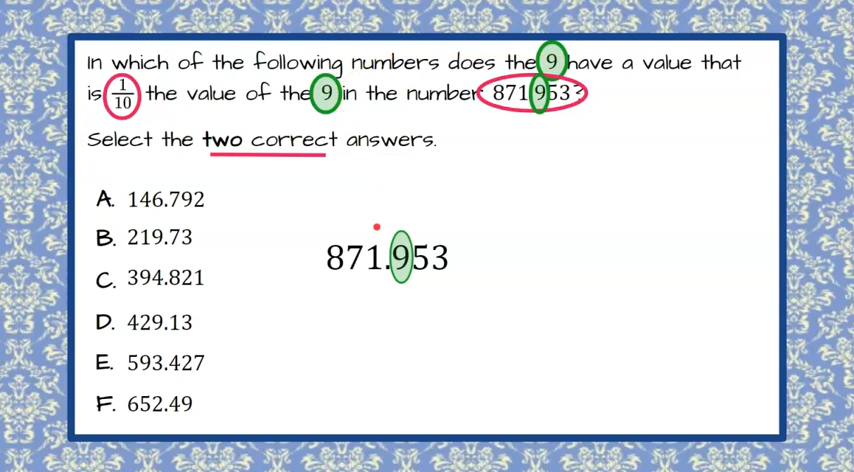 In which of the following numbers does the 9 have a value that
is 1/10 the value of the 9 in the number 871.953?
Select the two correct answers.
A. 146.792
B. 219.73
C. 394.821
871.953
D. 429.13
E. 593.427
F. 652.49